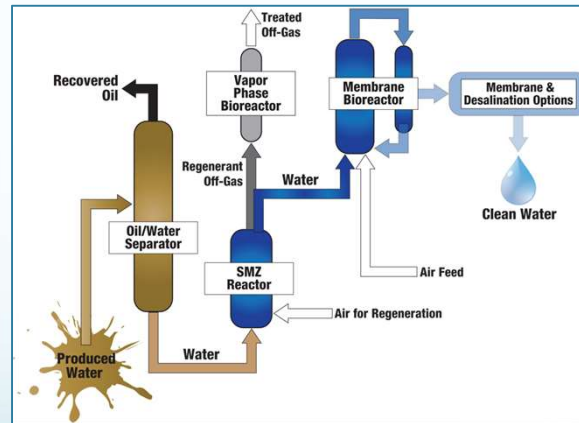 Treated
Off-Gas
Recovered
Oil
Vapor
Phase
Bioreactor
Membrane
Bioreactor
Membrane &
Desalination Options
Regenerant
Off-Gas
Water
Clean Water
Oil/Water
Separator
SMZ
Reactor
Air Feed
Air for Regeneration
Produced
Water
Water